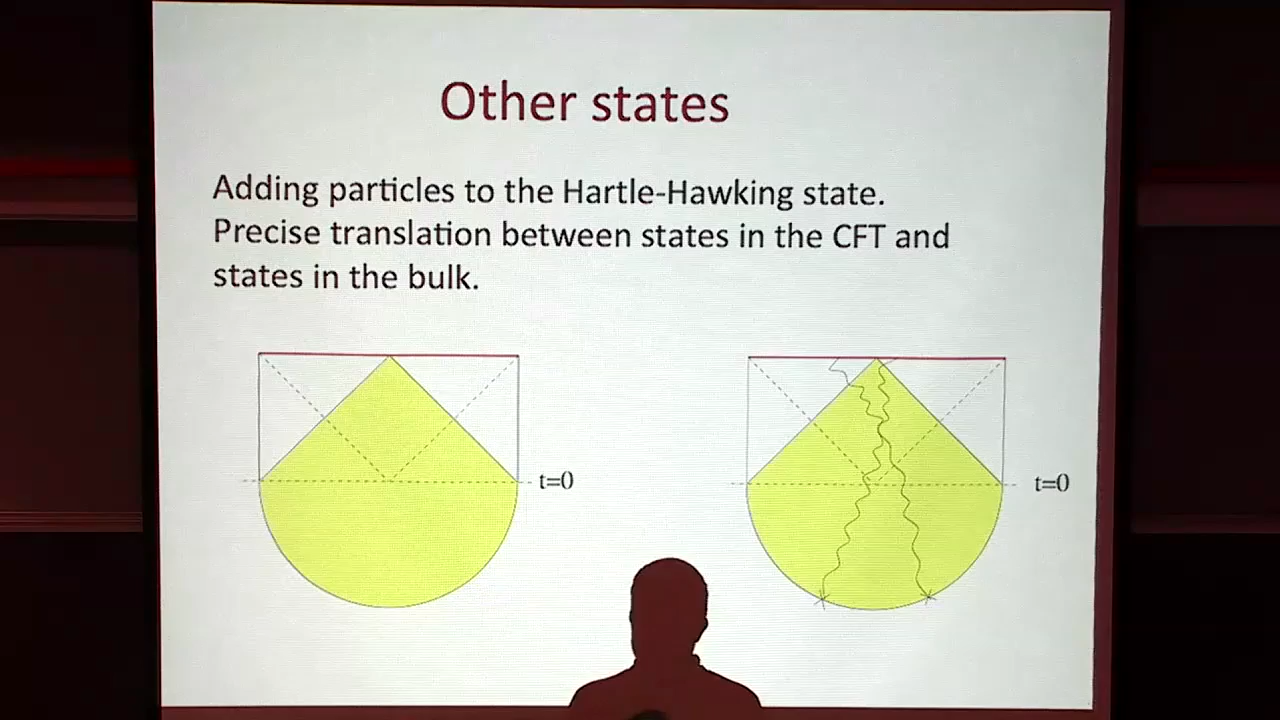 Other states
Adding particles to the Hartle-Hawking state.
Precise translation between states in the CFT and
states in the bulk.
t=0
t=0